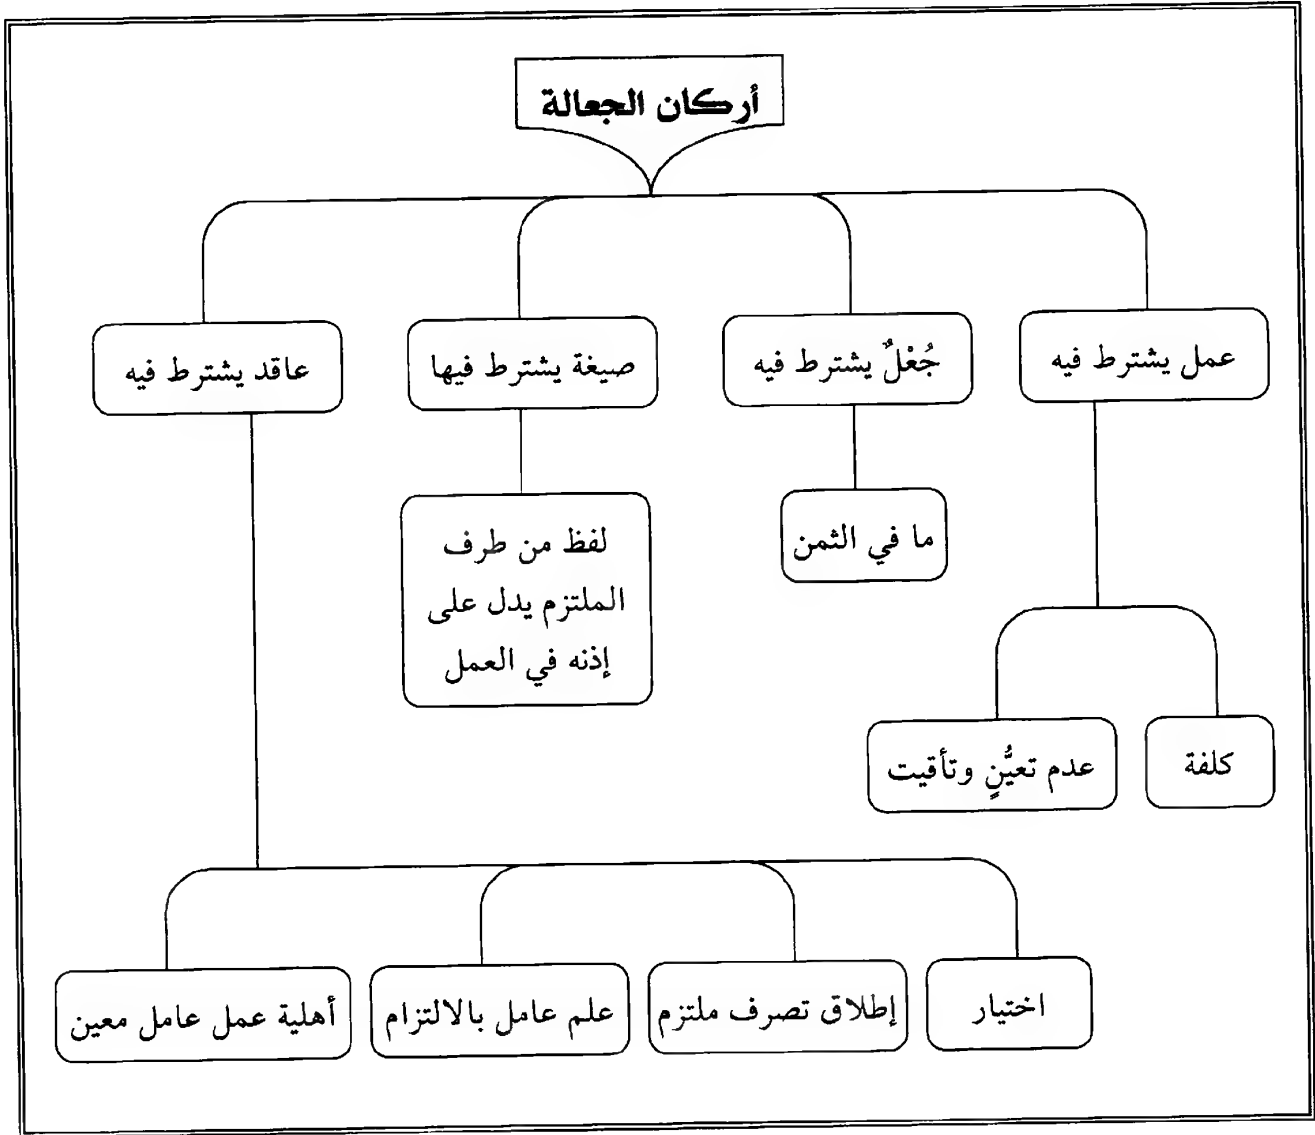 أركان الجعالة
عمل يشترط فيه
جُعْلٌ يشترط فيه
صيغة يشترط فيها
عاقد يشترط فيه
ما في الثمن
لفظ من طرف
الملتزم يدل على
إذنه في العمل
كلفة
عدم تعيُّنٍ وتأقيت
اختيار
إطلاق تصرف ملتزم
علم عامل بالالتزام
أهلية عمل عامل معين